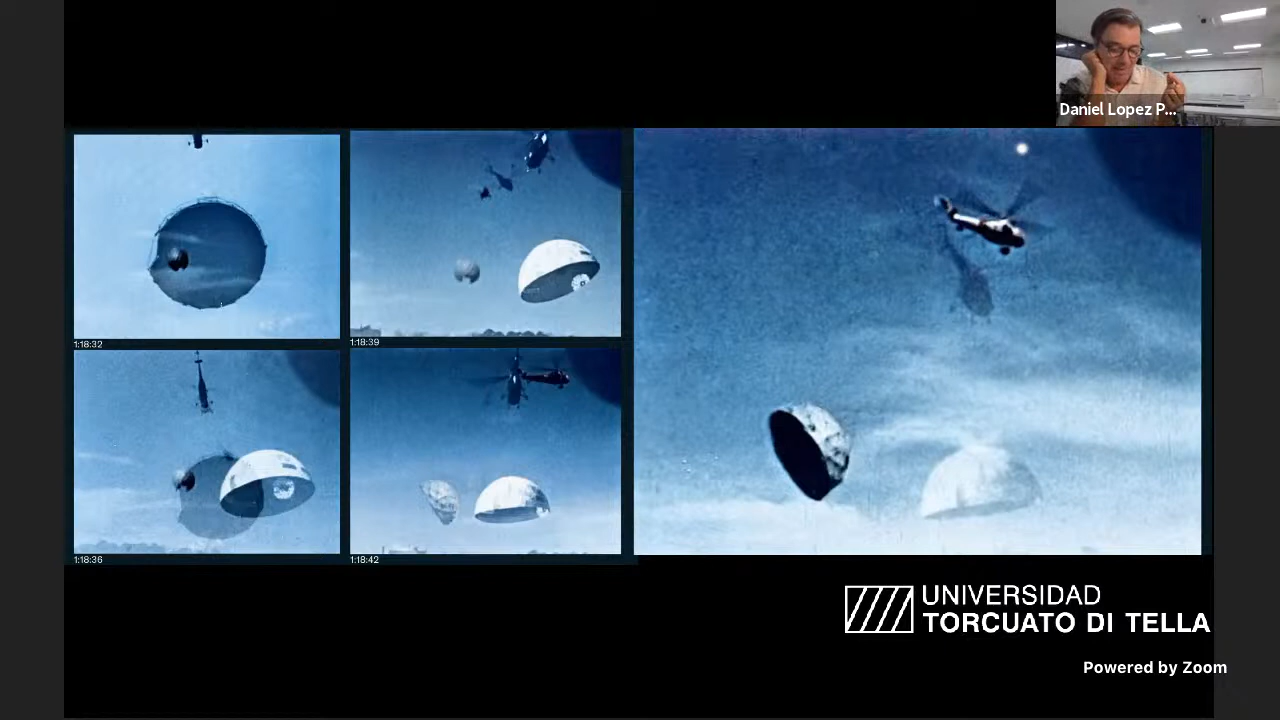 Daniel Lopez P...
1:18:32
1:18:39
1:18:36
1:18:42
UNIVERSIDAD
TORCUATO DI TELLA
Powered by Zoom